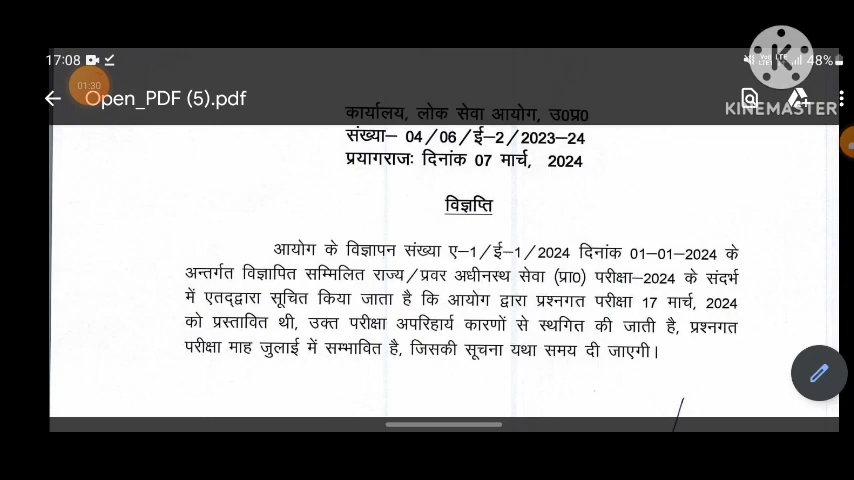 17:08
48%
01:30
Open_PDF (5).pdf
KINEMASTER
कार्यालय, लोक सेवा आयोग, उ0प्र0
संख्या– 04/06/ई–2/2023–24
प्रयागराजः दिनांक 07 मार्च, 2024
विज्ञप्ति
आयोग के विज्ञापन संख्या ए–1/ई–1/2024 दिनांक 01–01–2024 के
अन्तर्गत विज्ञापित सम्मिलित राज्य/प्रवर अधीनस्थ सेवा (प्रा0) परीक्षा–2024 के संदर्भ
में एतद्द्वारा सूचित किया जाता है कि आयोग द्वारा प्रश्नगत परीक्षा 17 मार्च, 2024
को प्रस्तावित थी, उक्त परीक्षा अपरिहार्य कारणों से स्थगित की जाती है, प्रश्नगत
परीक्षा माह जुलाई में सम्भावित है, जिसकी सूचना यथा समय दी जाएगी।